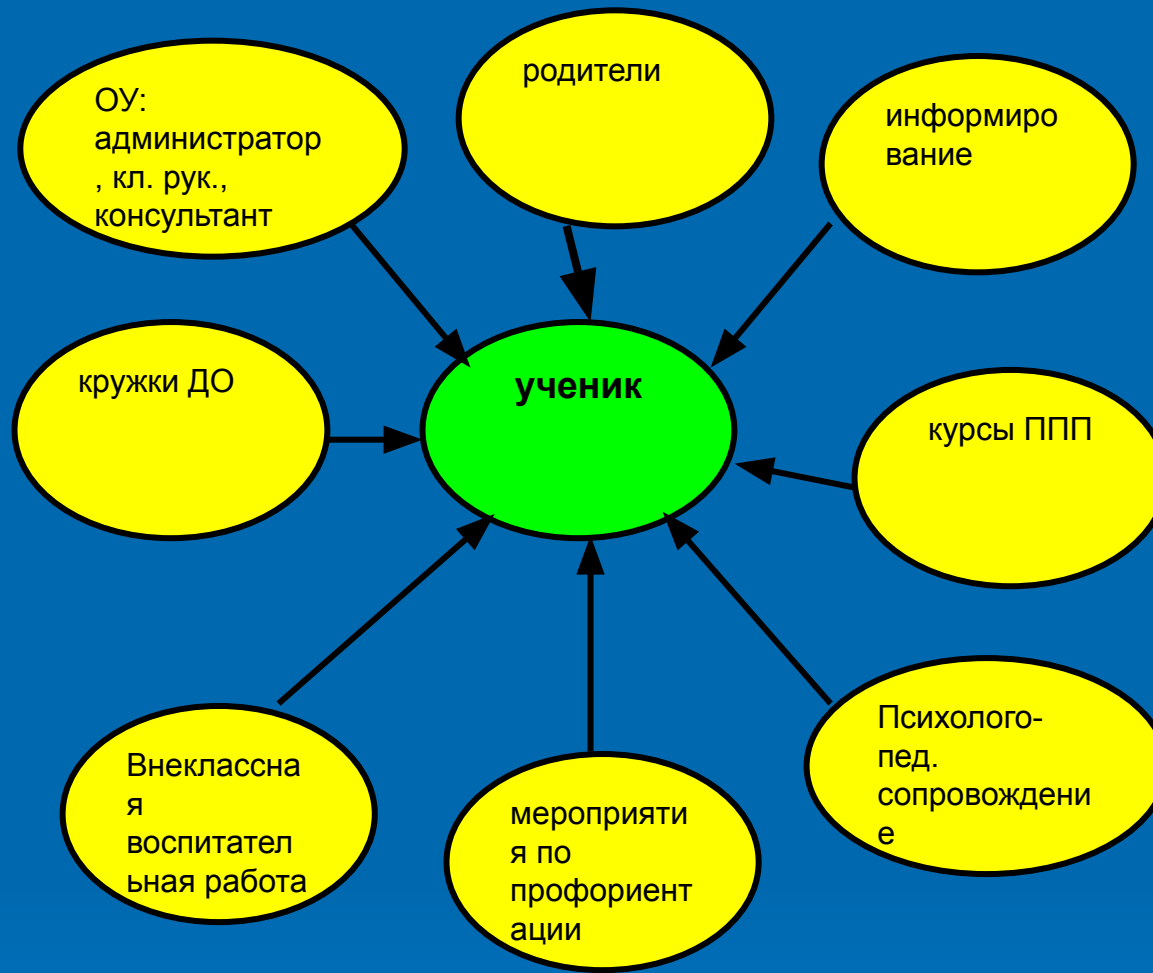 ОУ:
администратор
, кл. рук.,
консультант
родители
информиро
вание
кружки ДО
ученик
курсы ППП
Внеклассна
я
воспитател
ьная работа
мероприяти
я по
профориент
ации
Психолого-
пед.
сопровождени
е